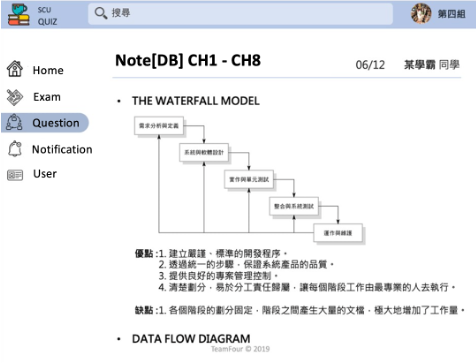 SCU
QUIZ
搜尋
第四組
Home
Exam
Question
Notification
User
Note[DB] CH1 - CH8
06/12
某學霸 同學
• THE WATERFALL MODEL
需求分析與定義
系統與軟體設計
實作與單元測試
整合與系統測試
運作與維護
優點 :1. 建立嚴謹、標準的開發程序。
2. 透過統一的步驟，保證系統產品的品質。
3. 提供良好的專案管理控制。
4. 清楚劃分，易於分工責任歸屬，讓每個階段工作由最專業的人去執行。
缺點 :1. 各個階段的劃分固定，階段之間產生大量的文檔，極大地增加了工作量。
• DATA FLOW DIAGRAM
TeamFour © 2019